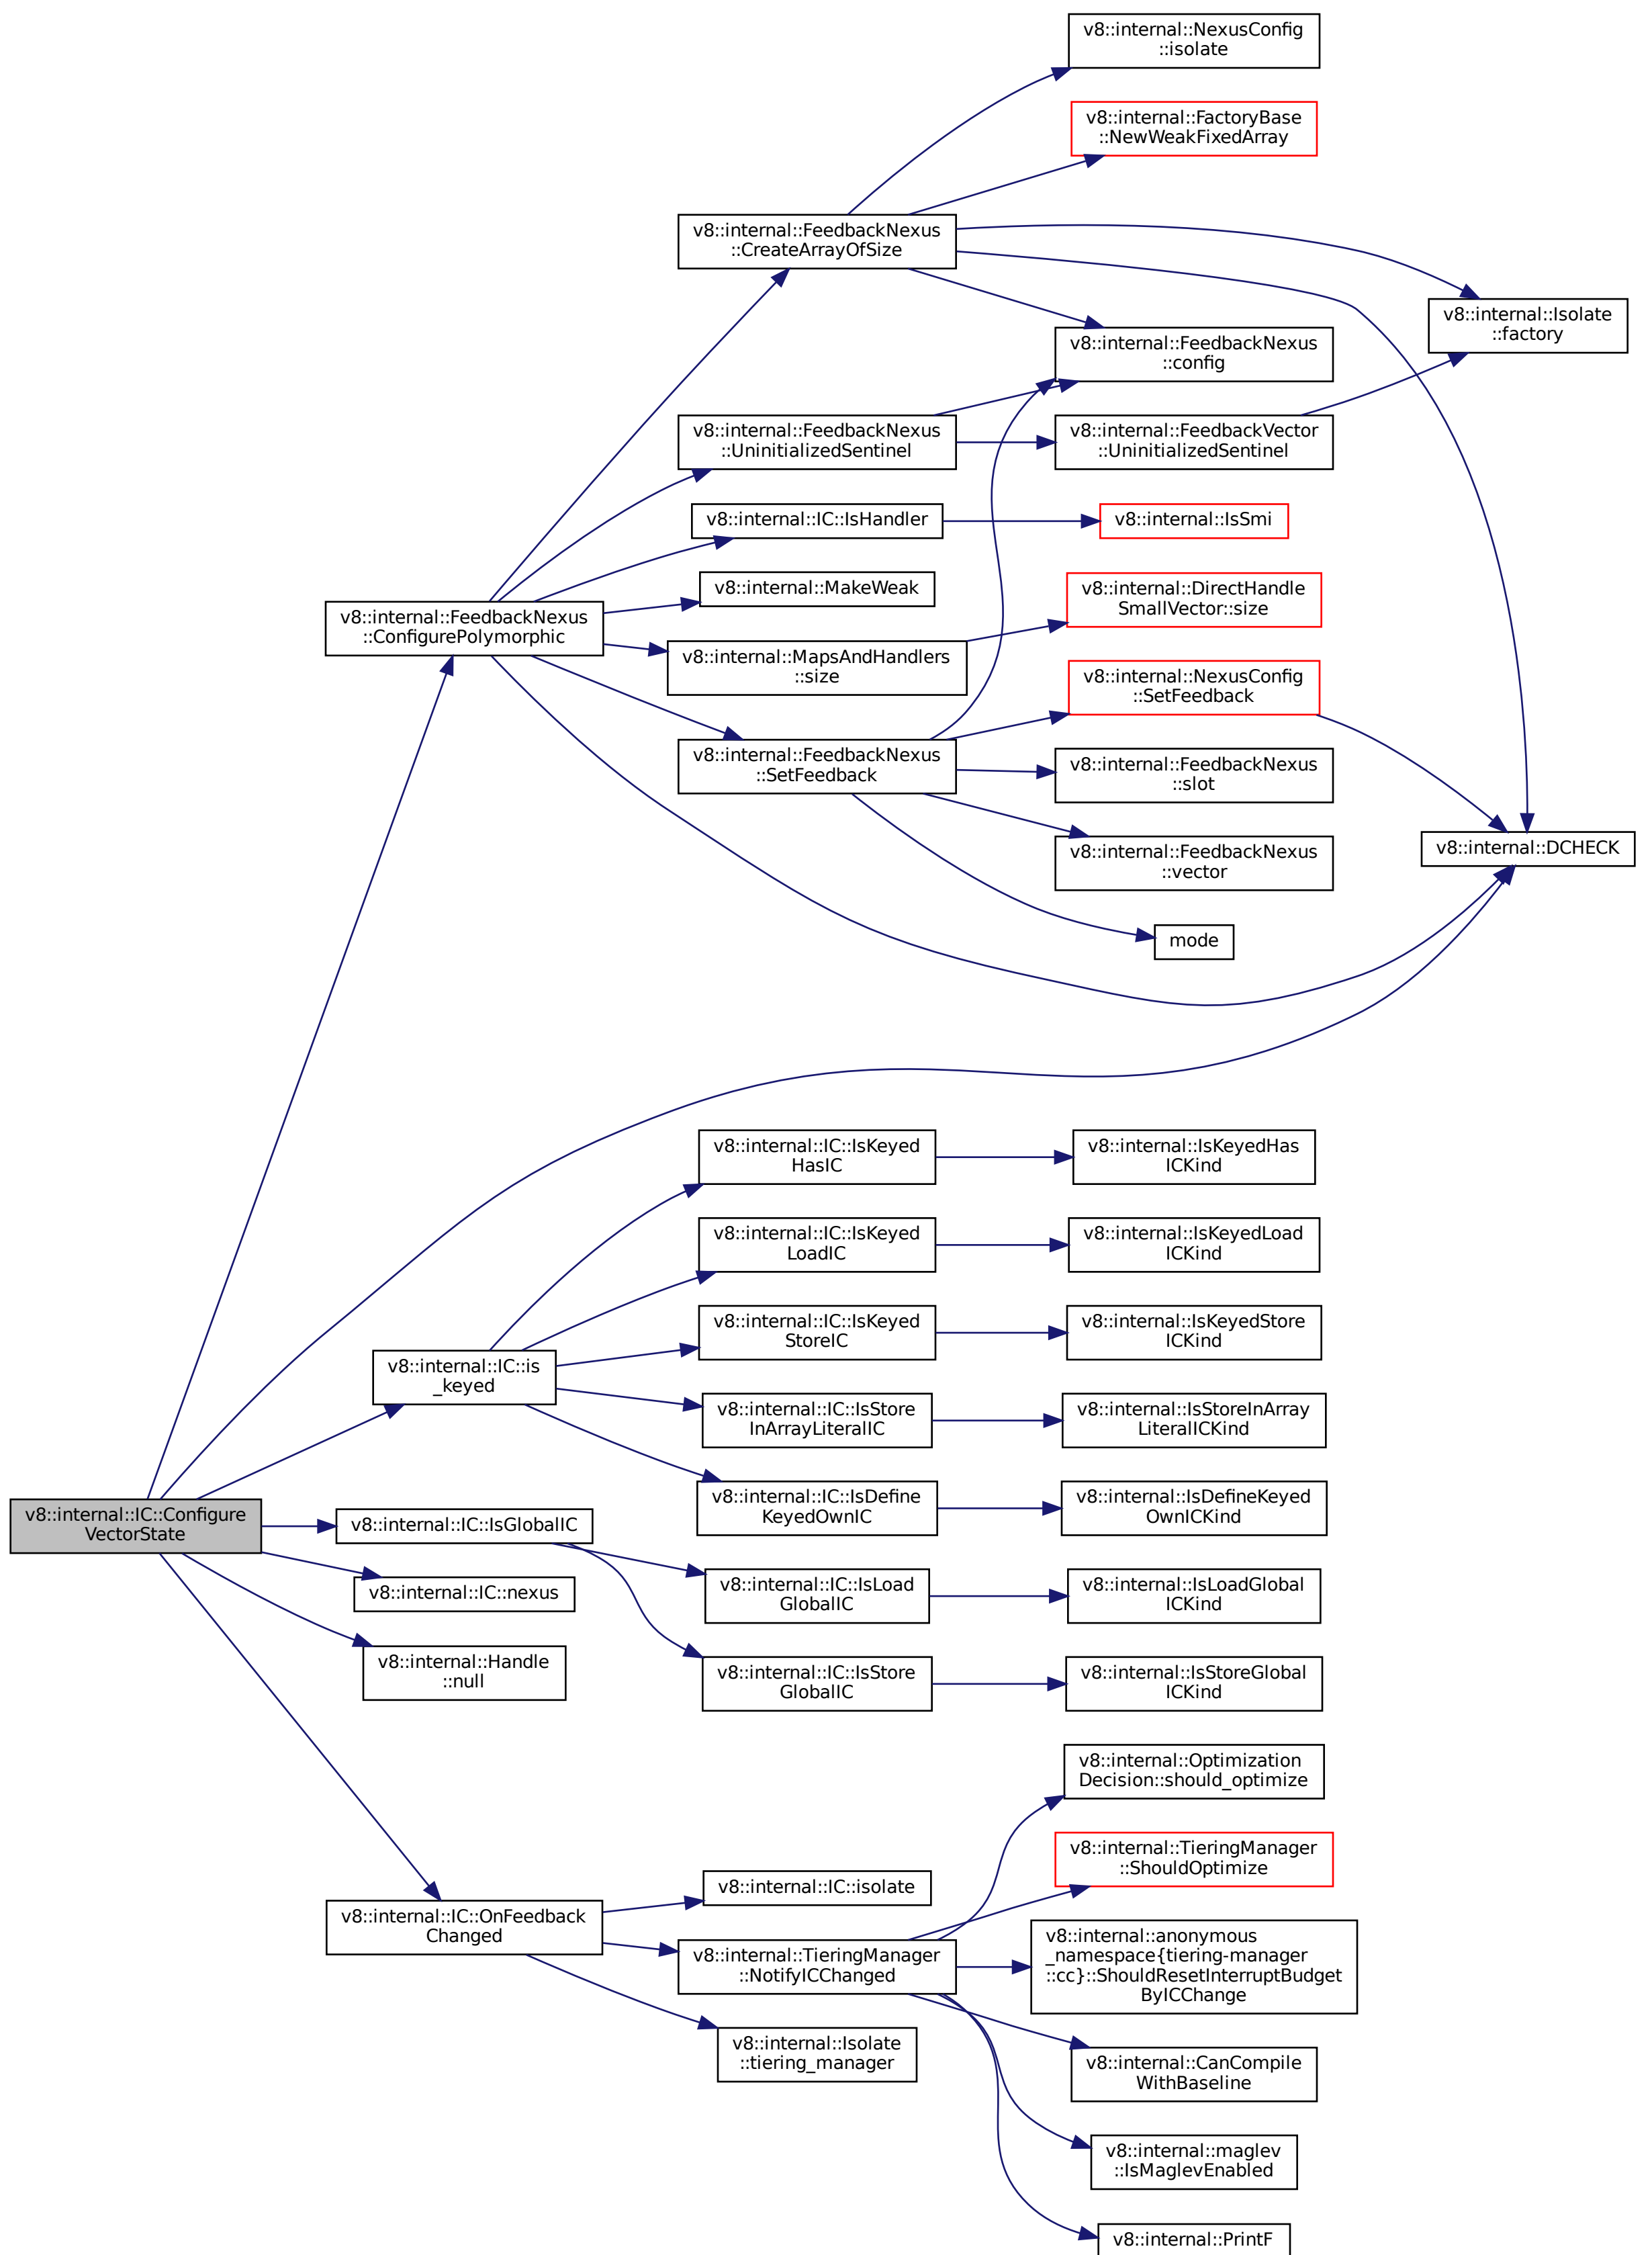 v8::internal::NexusConfig
::isolate
v8::internal::FactoryBase
::NewWeakFixedArray
v8::internal::FeedbackNexus
::CreateArrayOfSize
v8::internal::Isolate
::factory
v8::internal::FeedbackNexus
::config
v8::internal::FeedbackNexus
::UninitializedSentinel
v8::internal::FeedbackVector
::UninitializedSentinel
v8::internal::IC::IsHandler
v8::internal::IsSmi
v8::internal::MakeWeak
v8::internal::DirectHandle
SmallVector::size
v8::internal::FeedbackNexus
::ConfigurePolymorphic
v8::internal::MapsAndHandlers
::size
v8::internal::NexusConfig
::SetFeedback
v8::internal::FeedbackNexus
::SetFeedback
v8::internal::FeedbackNexus
::slot
v8::internal::DCHECK
v8::internal::FeedbackNexus
::vector
mode
v8::internal::IC::IsKeyed
HasIC
v8::internal::IsKeyedHas
ICKind
v8::internal::IC::IsKeyed
LoadIC
v8::internal::IsKeyedLoad
ICKind
v8::internal::IC::IsKeyed
StoreIC
v8::internal::IsKeyedStore
ICKind
v8::internal::IC::is
_keyed
v8::internal::IC::IsStore
InArrayLiteralIC
v8::internal::IsStoreInArray
LiteralICKind
v8::internal::IC::IsDefine
KeyedOwnIC
v8::internal::IsDefineKeyed
OwnICKind
v8::internal::IC::Configure
VectorState
v8::internal::IC::IsGlobalIC
v8::internal::IC::nexus
v8::internal::IC::IsLoad
GlobalIC
v8::internal::IsLoadGlobal
ICKind
v8::internal::Handle
::null
v8::internal::IC::IsStore
GlobalIC
v8::internal::IsStoreGlobal
ICKind
v8::internal::Optimization
Decision::should_optimize
v8::internal::TieringManager
::ShouldOptimize
v8::internal::IC::isolate
v8::internal::IC::OnFeedback
Changed
v8::internal::TieringManager
::NotifyICChanged
v8::internal::anonymous
_namespace{tiering-manager
::cc}::ShouldResetInterruptBudget
ByICChange
v8::internal::Isolate
::tiering_manager
v8::internal::CanCompile
WithBaseline
v8::internal::maglev
::IsMaglevEnabled
v8::internal::PrintF